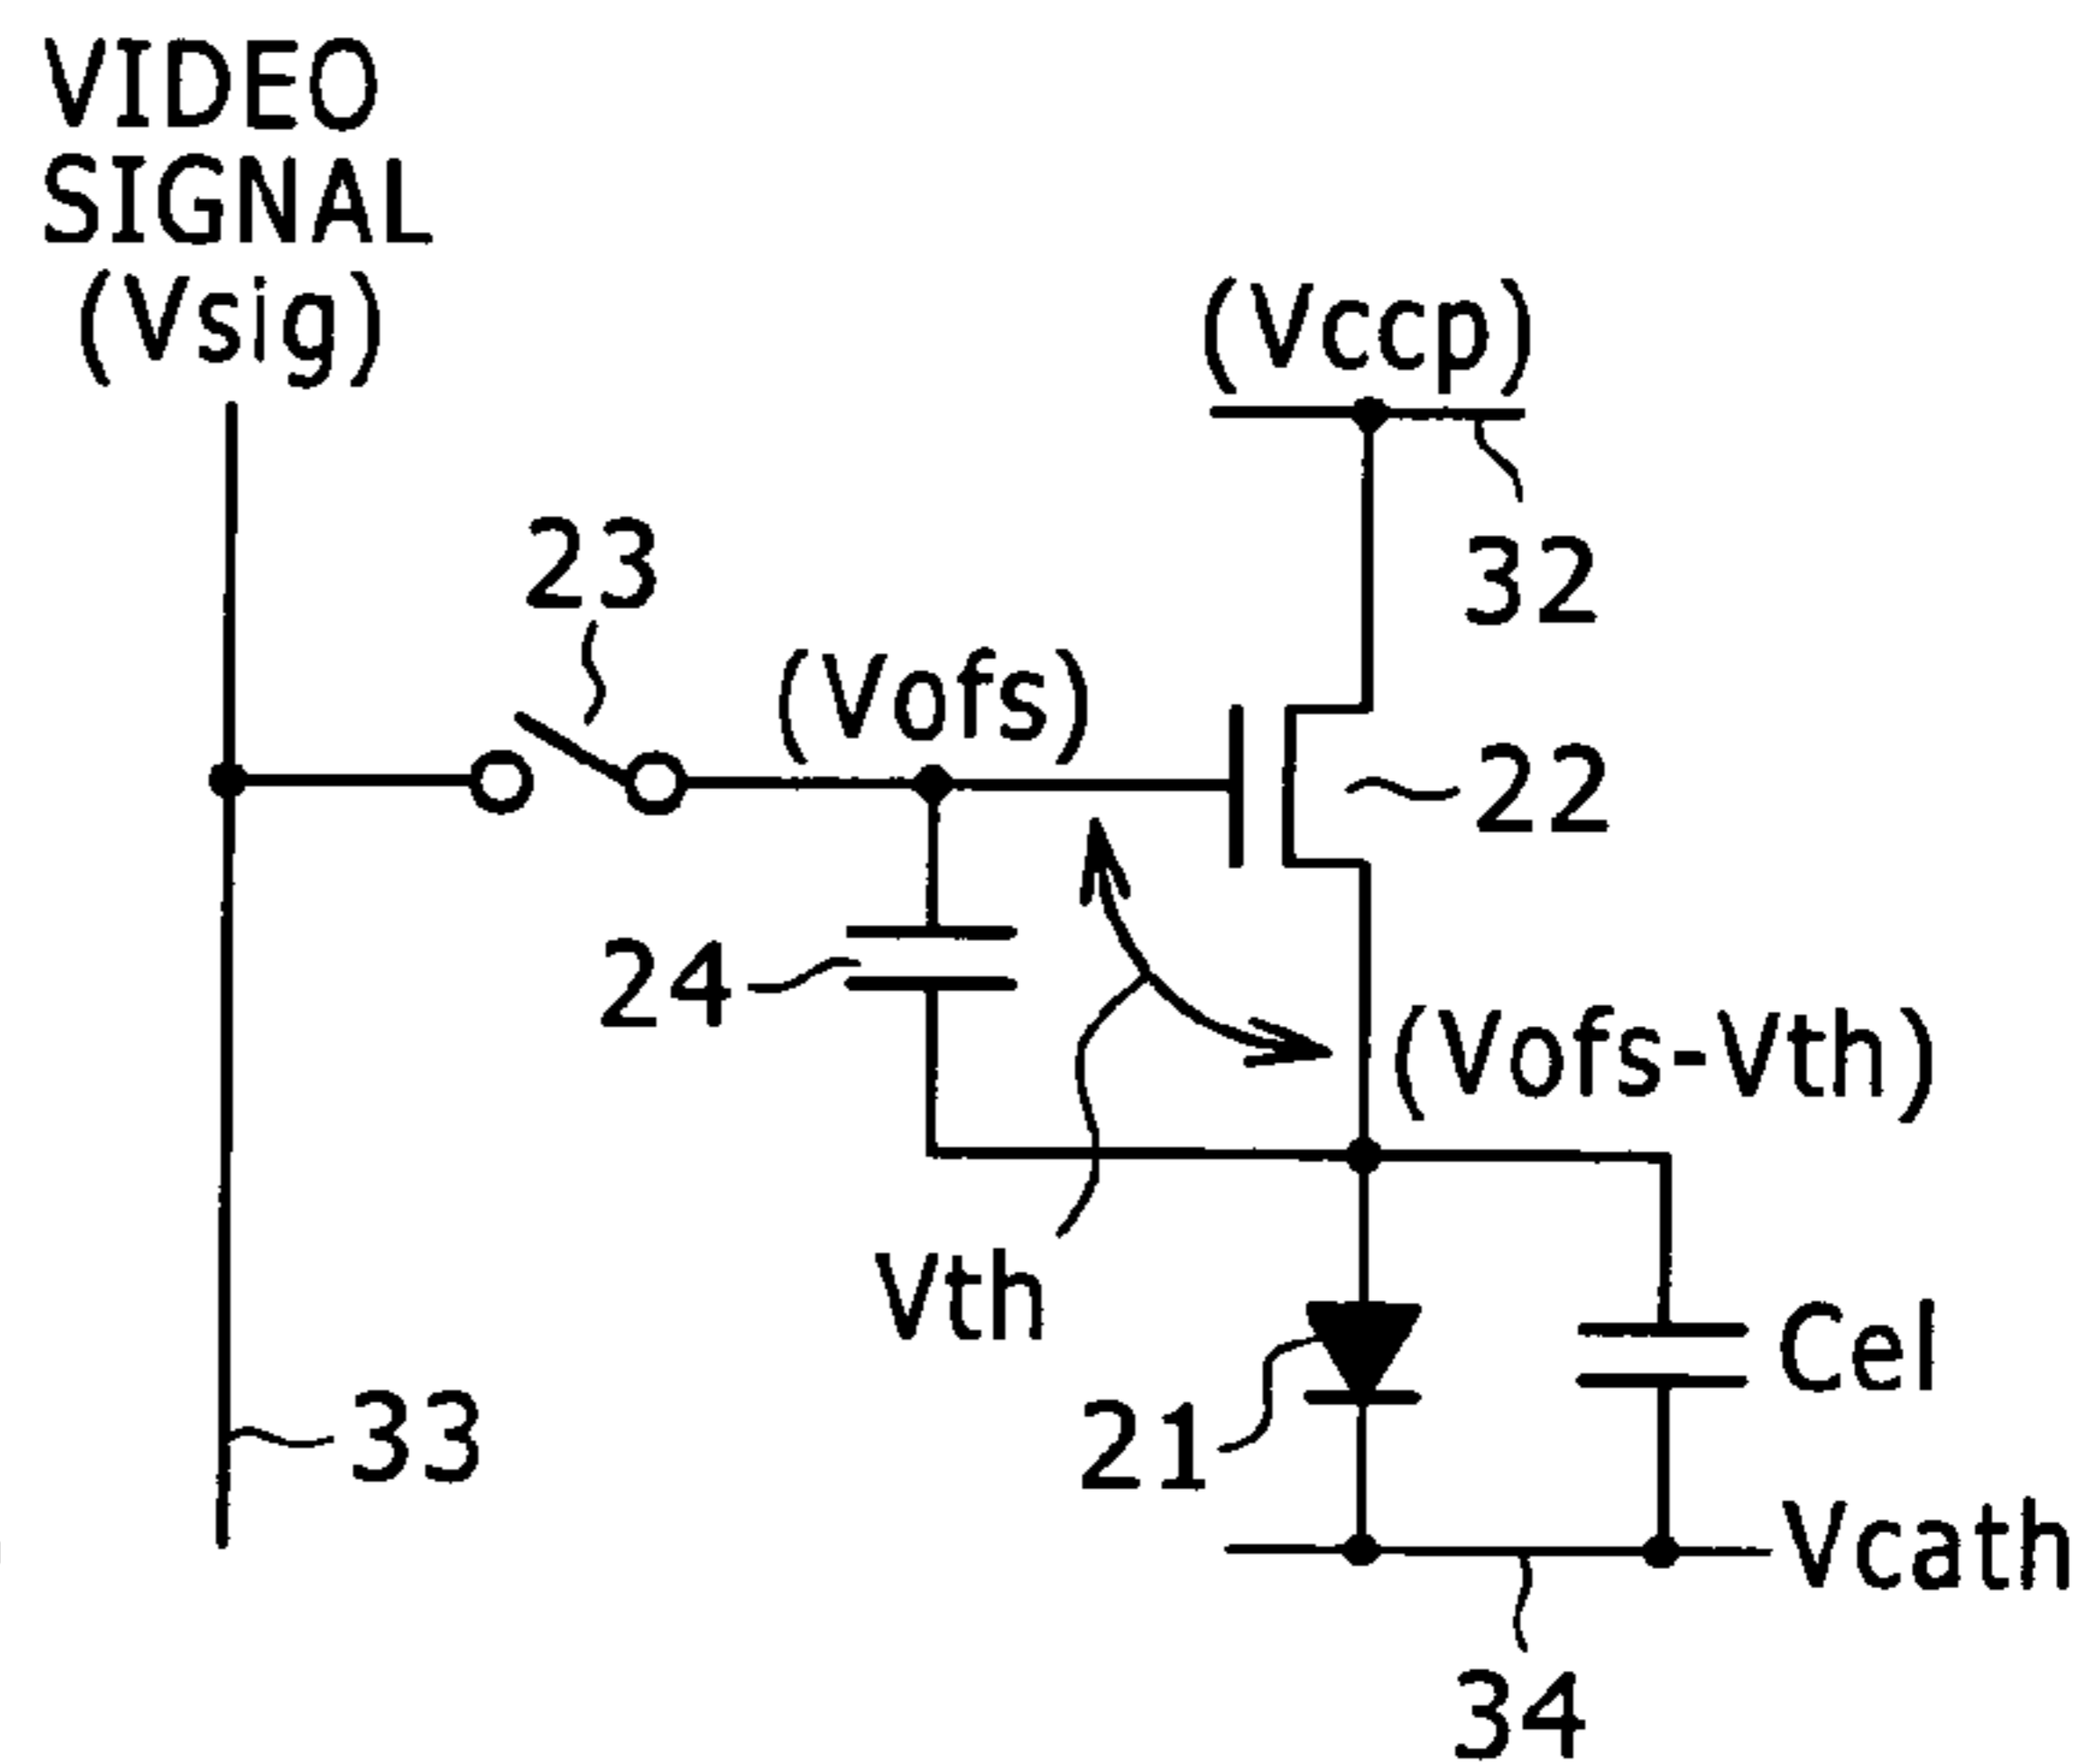 VIDEO
SIGNAL
(Vsig)
(Vccp)
32
23
(Vofs)
22
24
(Vofs-Vth)
Vth
Cel
21
33
Vcath
34